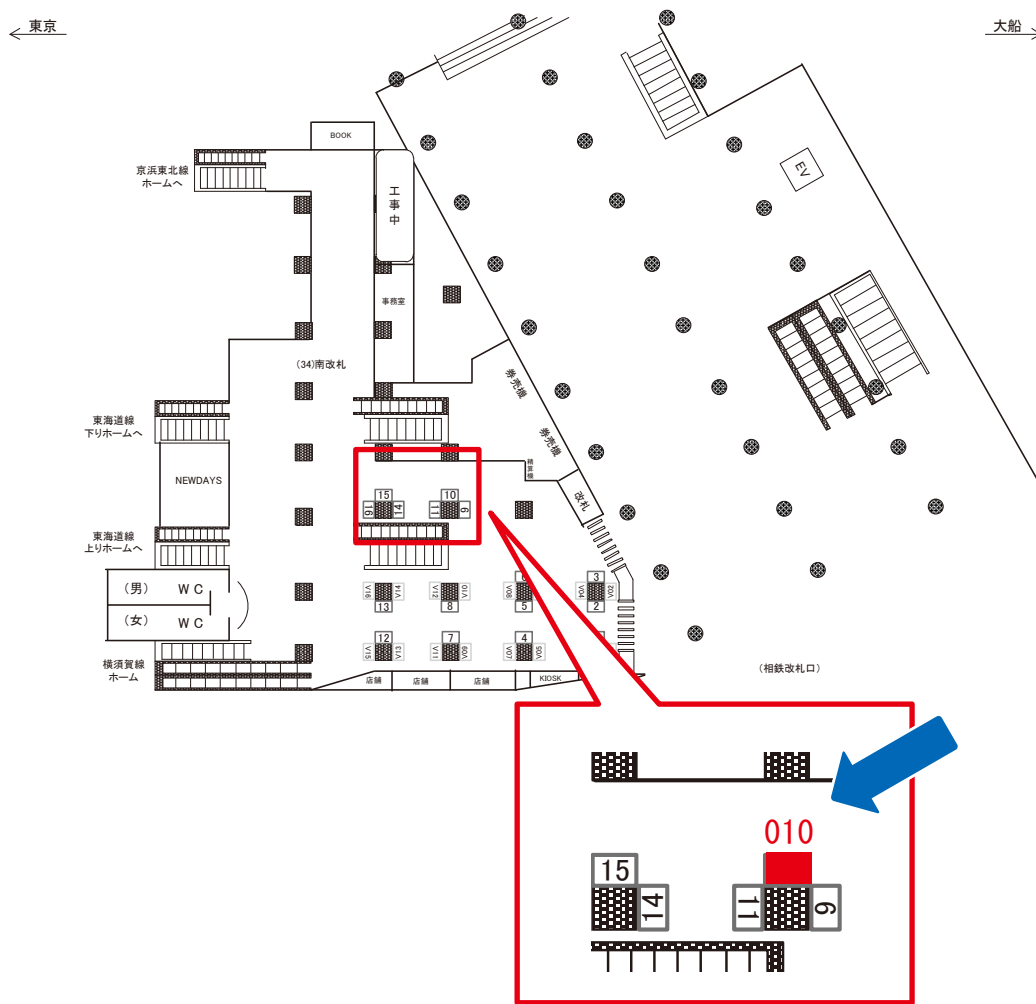 東京
大船
BOOK
京浜東北線
ホームへ
工事中
EV
事務室
(34)南改札
券売機
券売機
東海道線
下りホームへ
精算機
NEWDAYS
改札
15
16
14
10
11
9
東海道線
上りホームへ
(男) WC
(女) WC
V16
V14
13
V12
V10
8
6
V08
5
3
V04
V02
2
12
V15
V13
7
V11
V09
4
V07
V05
横須賀線
ホーム
店舗
店舗
店舗
KIOSK
(相鉄改札口)
010
15
14
11
9